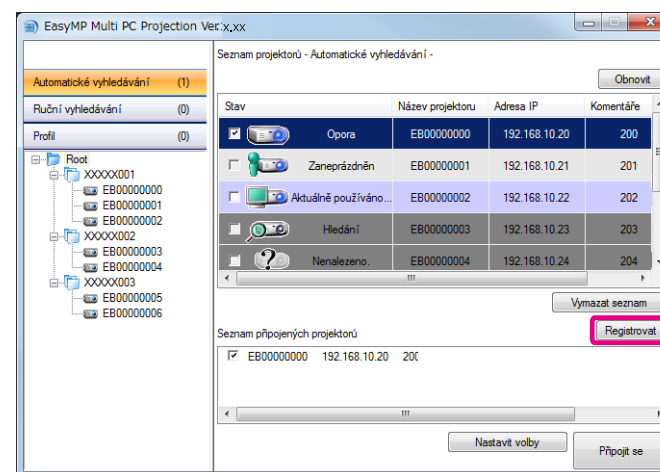 EasyMP Multi PC Projection Ver.x.xx
Seznam projektorů - Automatické vyhledávání -
Automatické vyhledávání (1)
Obnovit
Ruční vyhledávání (0)
Profil (0)
Stav Název projektoru Adresa IP Komentáře
Opora EB00000000 192.168.10.20 200
Zaneprázdněn EB00000001 192.168.10.21 201
Aktuálně používáno... EB00000002 192.168.10.22 202
Hledání EB00000003 192.168.10.23 203
Nenalezeno. EB00000004 192.168.10.24 204
Root
XXXXX001
EB00000000
EB00000001
EB00000002
XXXXX002
EB00000003
EB00000004
XXXXX003
EB00000005
EB00000006
Vymazat seznam
Seznam připojených projektorů
Registrovat
EB00000000 192.168.10.20 200
Nastavit volby
Připojit se